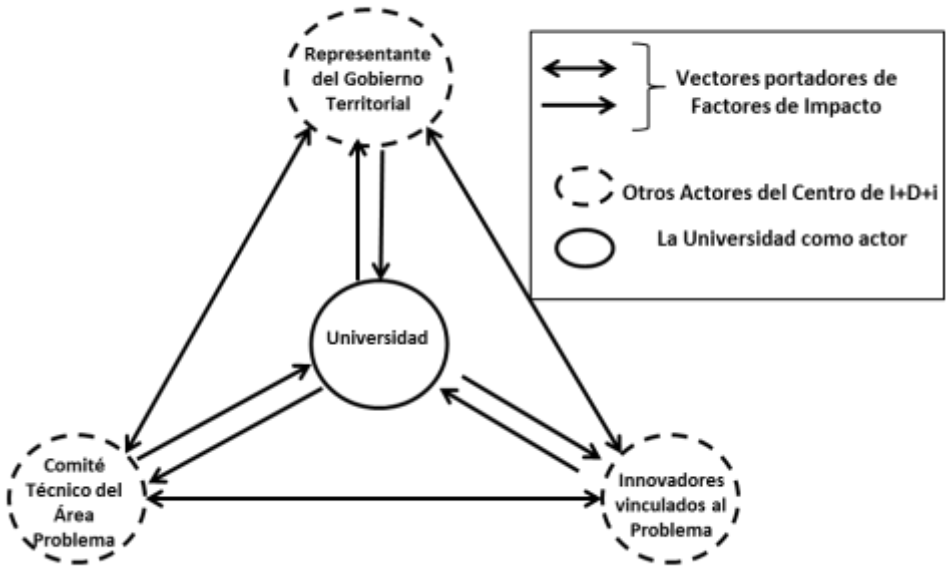 Representante
del Gobierno
Territorial
Vectores portadores de
Factores de Impacto
Otros Actores del Centro de I+D+i
La Universidad como actor
Universidad
Comité
Técnico del
Área
Problema
Innovadores
vinculados al
Problema